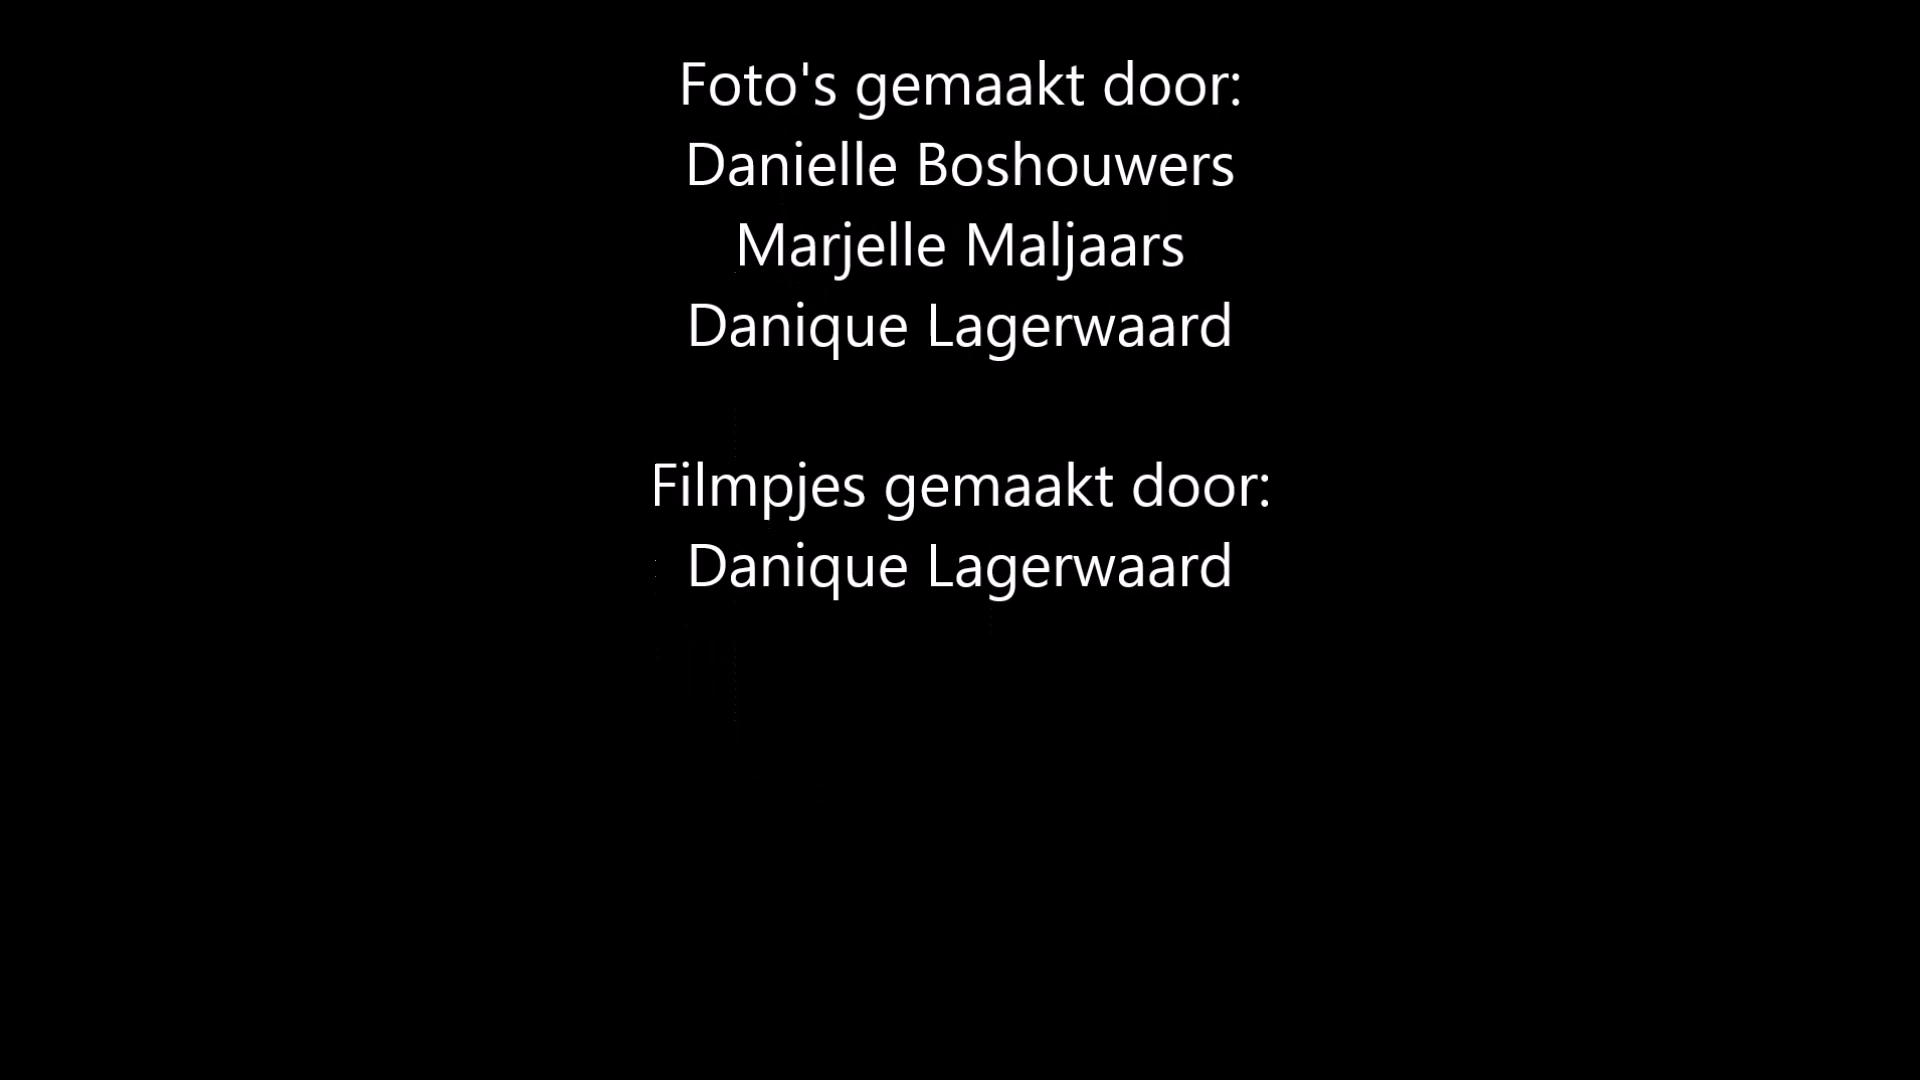 Foto's gemaakt door:
Danielle Boshouwers
Marjelle Maljaars
Danique Lagerwaard
Filmpjes gemaakt door:
Danique Lagerwaard